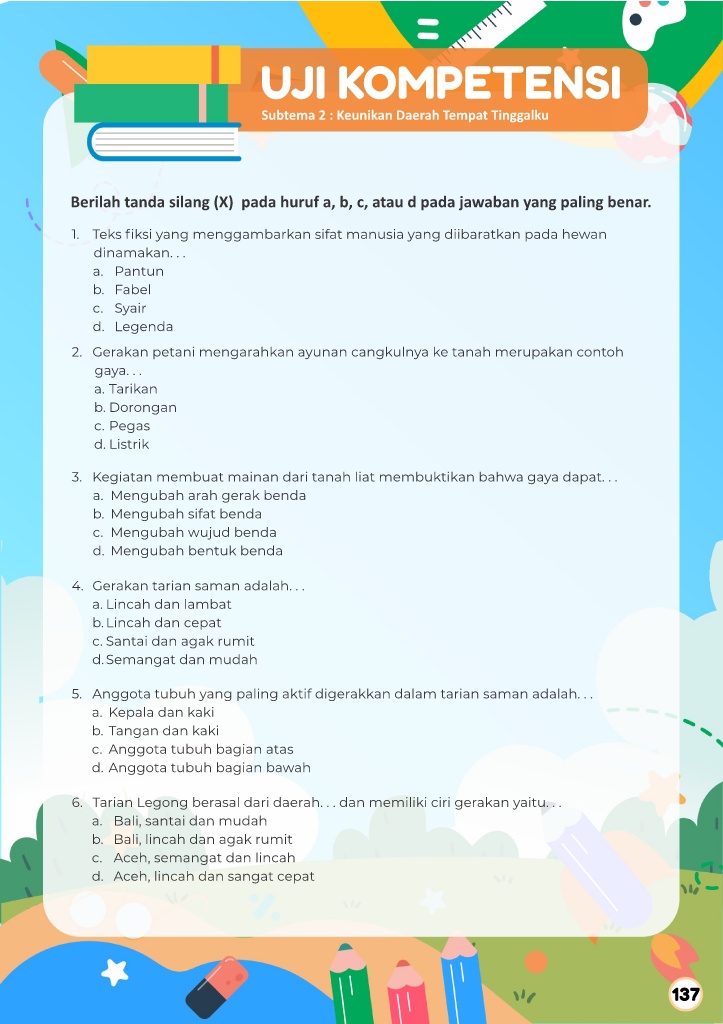 UJI KOMPETENSI
Subtema 2 : Keunikan Daerah Tempat Tinggalku
Berilah tanda silang (X) pada huruf a, b, c, atau d pada jawaban yang paling benar.
1. Teks fiksi yang menggambarkan sifat manusia yang diibaratkan pada hewan
dinamakan. . .
a. Pantun
b. Fabel
c. Syair
d. Legenda
2. Gerakan petani mengarahkan ayunan cangkulnya ke tanah merupakan contoh
gaya. . .
a. Tarikan
b. Dorongan
c. Pegas
d. Listrik
3. Kegiatan membuat mainan dari tanah liat membuktikan bahwa gaya dapat. . .
a. Mengubah arah gerak benda
b. Mengubah sifat benda
c. Mengubah wujud benda
d. Mengubah bentuk benda
4. Gerakan tarian saman adalah. . .
a. Lincah dan lambat
b. Lincah dan cepat
c. Santai dan agak rumit
d. Semangat dan mudah
5. Anggota tubuh yang paling aktif digerakkan dalam tarian saman adalah. . .
a. Kepala dan kaki
b. Tangan dan kaki
c. Anggota tubuh bagian atas
d. Anggota tubuh bagian bawah
6. Tarian Legong berasal dari daerah. . . dan memiliki ciri gerakan yaitu. . .
a. Bali, santai dan mudah
b. Bali, lincah dan agak rumit
c. Aceh, semangat dan lincah
d. Aceh, lincah dan sangat cepat
137